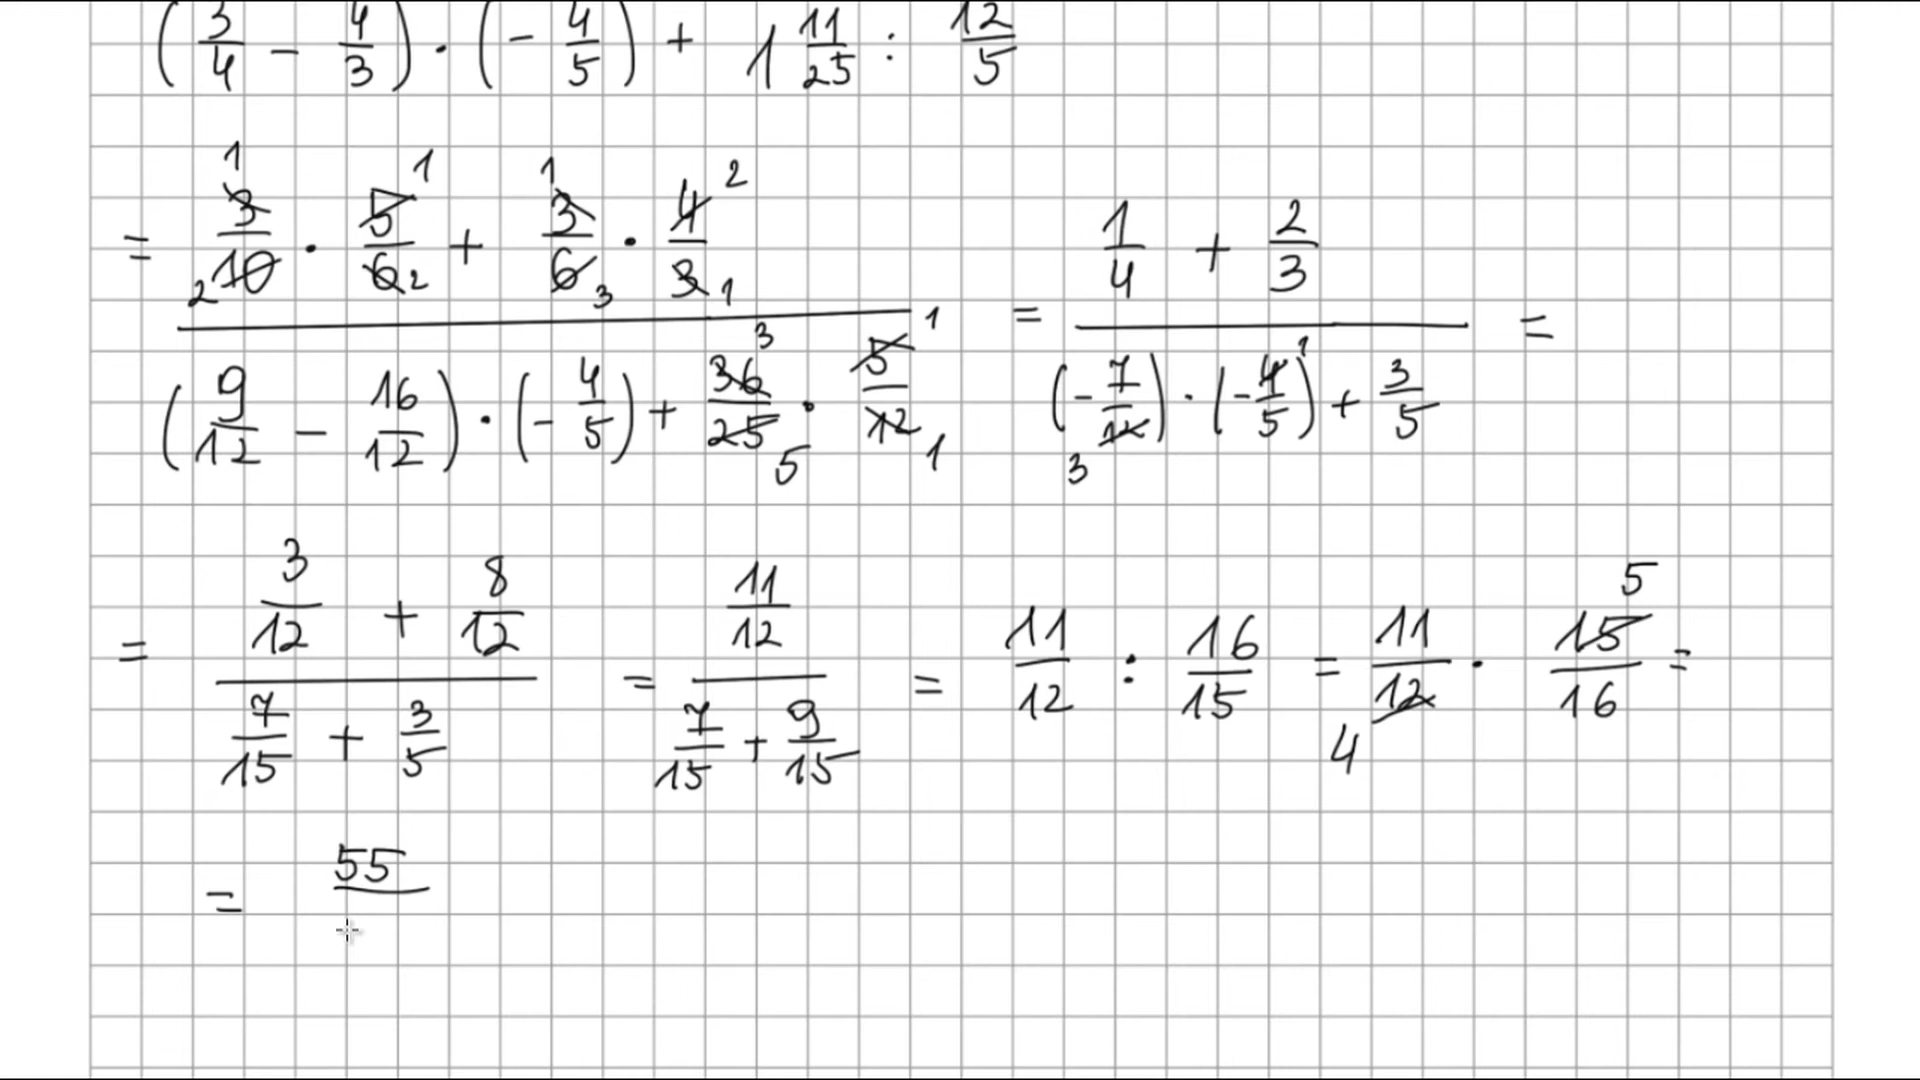 (3/4 - 4/3) · (- 4/5) + 1 11/25 : 12/5
= (3/10 · 5/6 + 3/6 · 4/3) / ((9/12 - 16/12) · (- 4/5) + 36/25 · 5/12) = (1/4 + 2/3) / ((- 7/12) · (- 4/5) + 3/5) =
= (3/12 + 8/12) / (7/15 + 3/5) = (11/12) / (7/15 + 9/15) = 11/12 : 16/15 = 11/12 · 15/16 =
= 55/